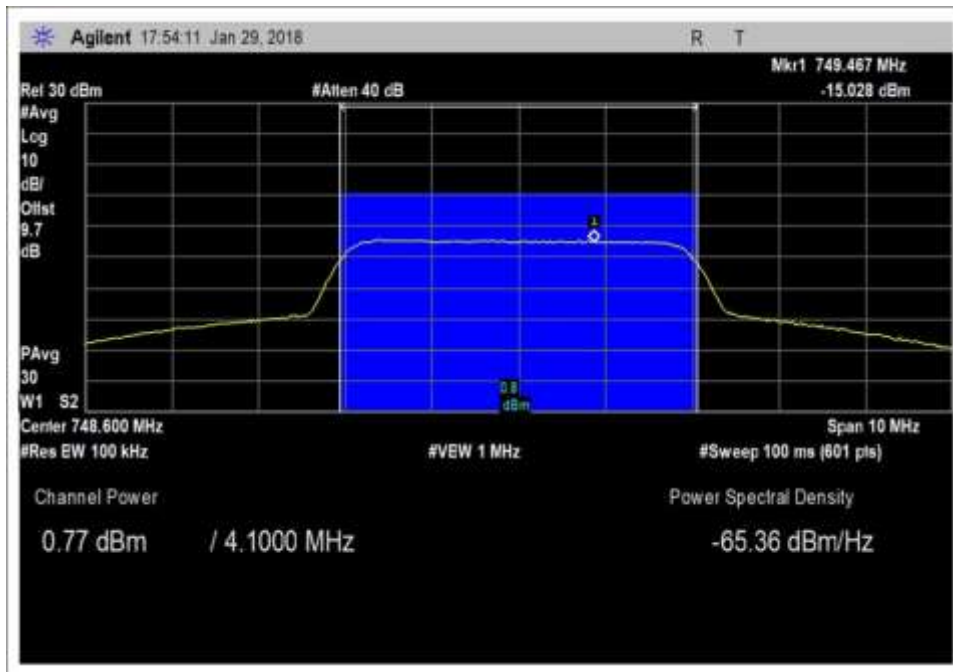 Agilent 17:54:11 Jan 29, 2018 R T
Mkr1 749.467 MHz
Ref 30 dBm #Atten 40 dB -15.028 dBm
#Avg
Log
10
dB/
Offst
9.7
dB
1
PAvg
30
W1 S2
0.8
dBm
Center 748.600 MHz Span 10 MHz
#Res BW 100 kHz #VBW 1 MHz #Sweep 100 ms (601 pts)
Channel Power Power Spectral Density
0.77 dBm / 4.1000 MHz -65.36 dBm/Hz